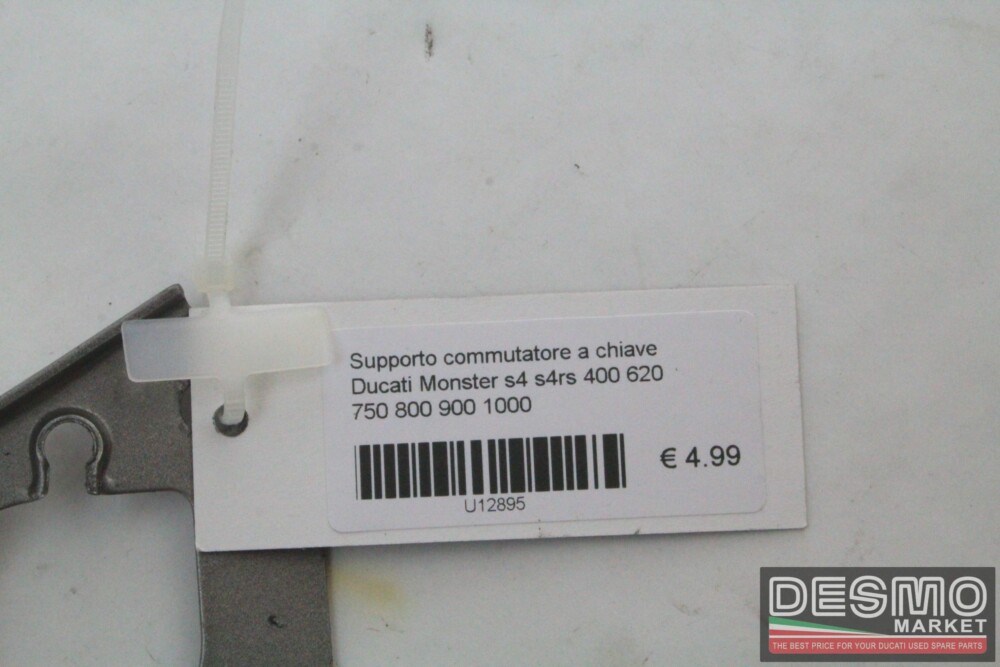 Supporto commutatore a chiave
Ducati Monster s4 s4rs 400 620
750 800 900 1000
€ 4.99
U12895
DESMO
MARKET
THE BEST PRICE FOR YOUR DUCATI USED SPARE PARTS